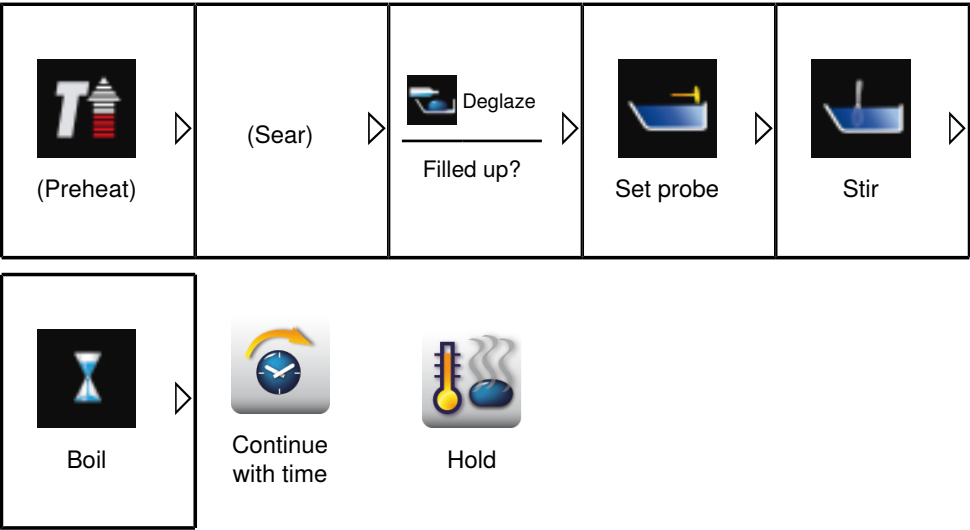 (Preheat)
(Sear)
Deglaze
Filled up?
Set probe
Stir
Boil
Continue
with time
Hold